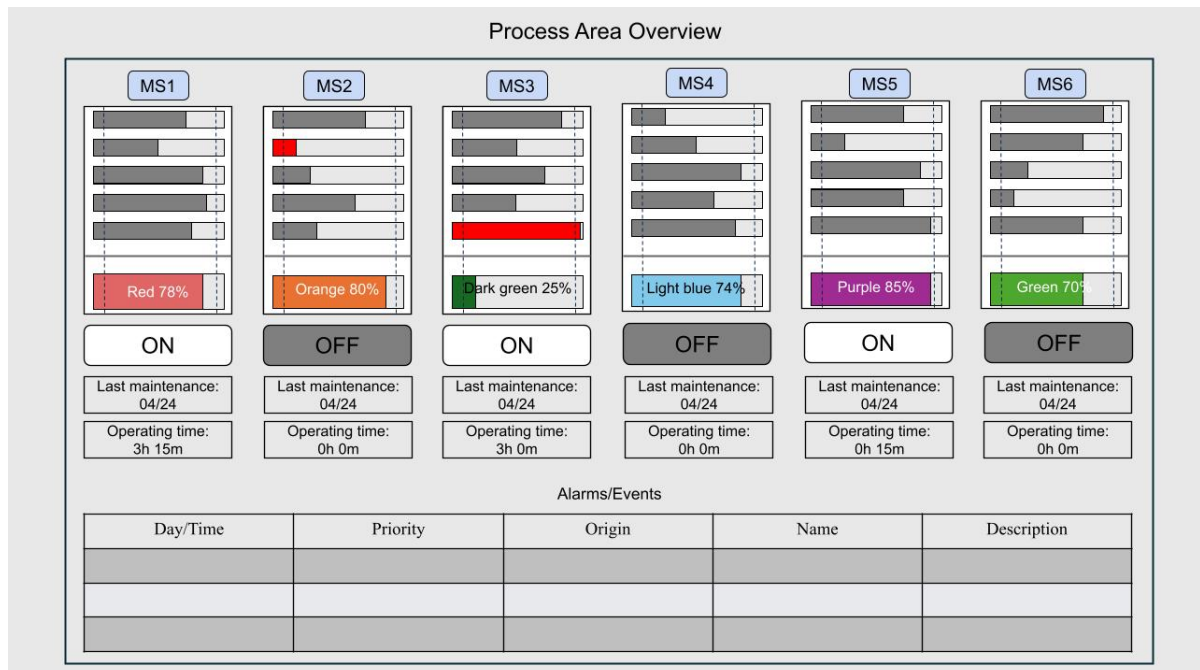 Process Area Overview
MS1 MS2 MS3 MS4 MS5 MS6
Red 78% Orange 80% Dark green 25% Light blue 74% Purple 85% Green 70%
ON OFF ON OFF ON OFF
Last maintenance: Last maintenance: Last maintenance: Last maintenance: Last maintenance: Last maintenance:
04/24 04/24 04/24 04/24 04/24 04/24
Operating time: Operating time: Operating time: Operating time: Operating time: Operating time:
3h 15m 0h 0m 3h 0m 0h 0m 0h 15m 0h 0m
Alarms/Events
Day/Time Priority Origin Name Description